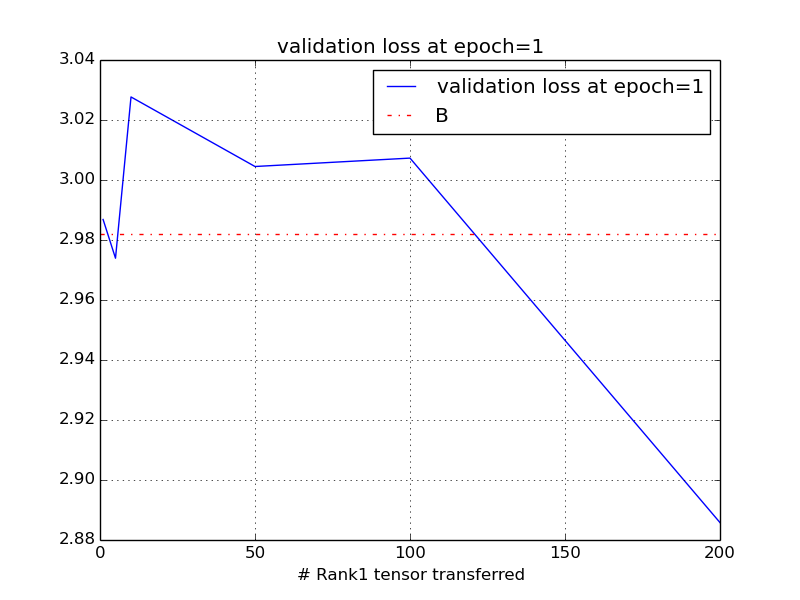 validation loss at epoch=1
validation loss at epoch=1
B
3.04
3.02
3.00
2.98
2.96
2.94
2.92
2.90
2.88
0 50 100 150 200
# Rank1 tensor transferred